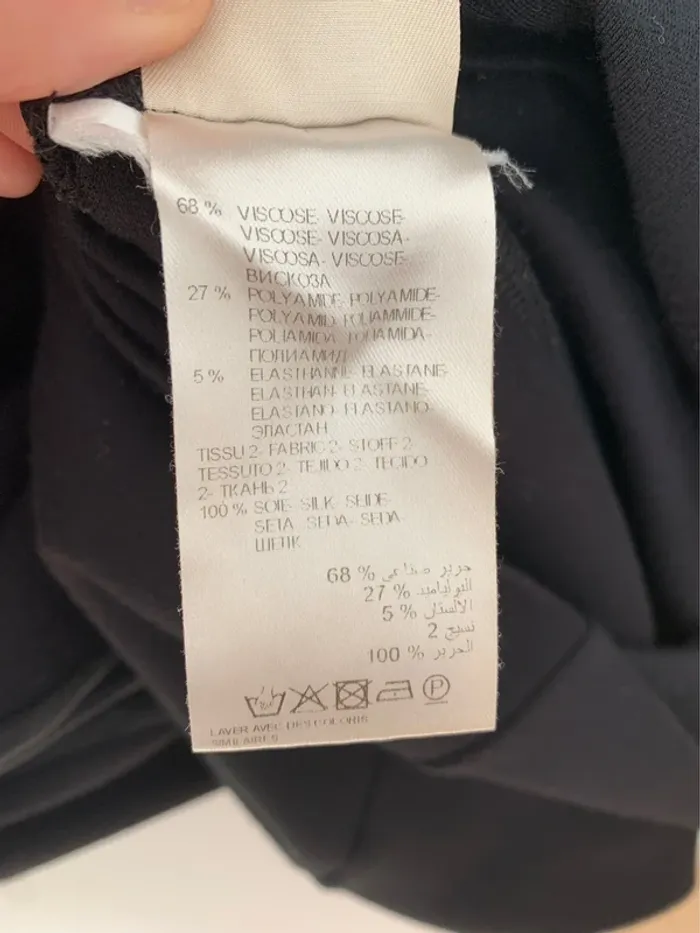 68 % VISCOSE- VISCOSE-
VISCOSE- VISCOSA-
VISCOSA- VISCOSE-
ВИСКОЗА
27 % POLYAMIDE- POLYAMIDE-
POLYAMID- POLIAMMIDE-
POLIAMIDA- POLIAMIDA-
ПОЛИАМИД
5 % ELASTHANNE- ELASTANE-
ELASTHAN- ELASTANE-
ELASTANO- ELASTANO-
ЭЛАСТАН
TISSU 2- FABRIC 2- STOFF 2-
TESSUTO 2- TEJIDO 2- TECIDO
2- ТКАНЬ 2
100 % SOIE- SILK- SEIDE-
SETA- SEDA- SEDA-
ШЕЛК
حرير صناعي % 68
البولياميد % 27
الالستان % 5
نسيج 2
الحرير % 100
P
LAVER AVEC DES COLORIS
SIMILAIRES